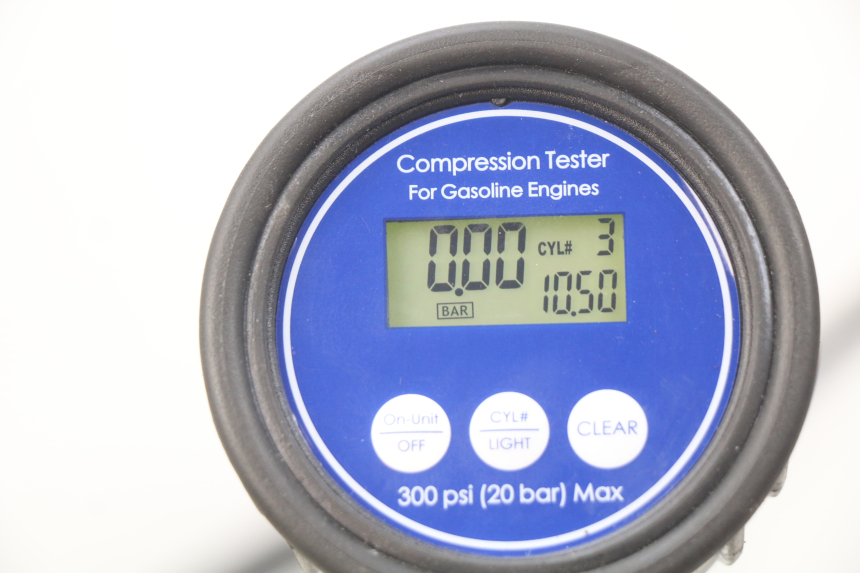 Compression Tester
For Gasoline Engines
0.00 CYL# 3
BAR 10.50
On-Unit
OFF
CYL#
LIGHT
CLEAR
300 psi (20 bar) Max